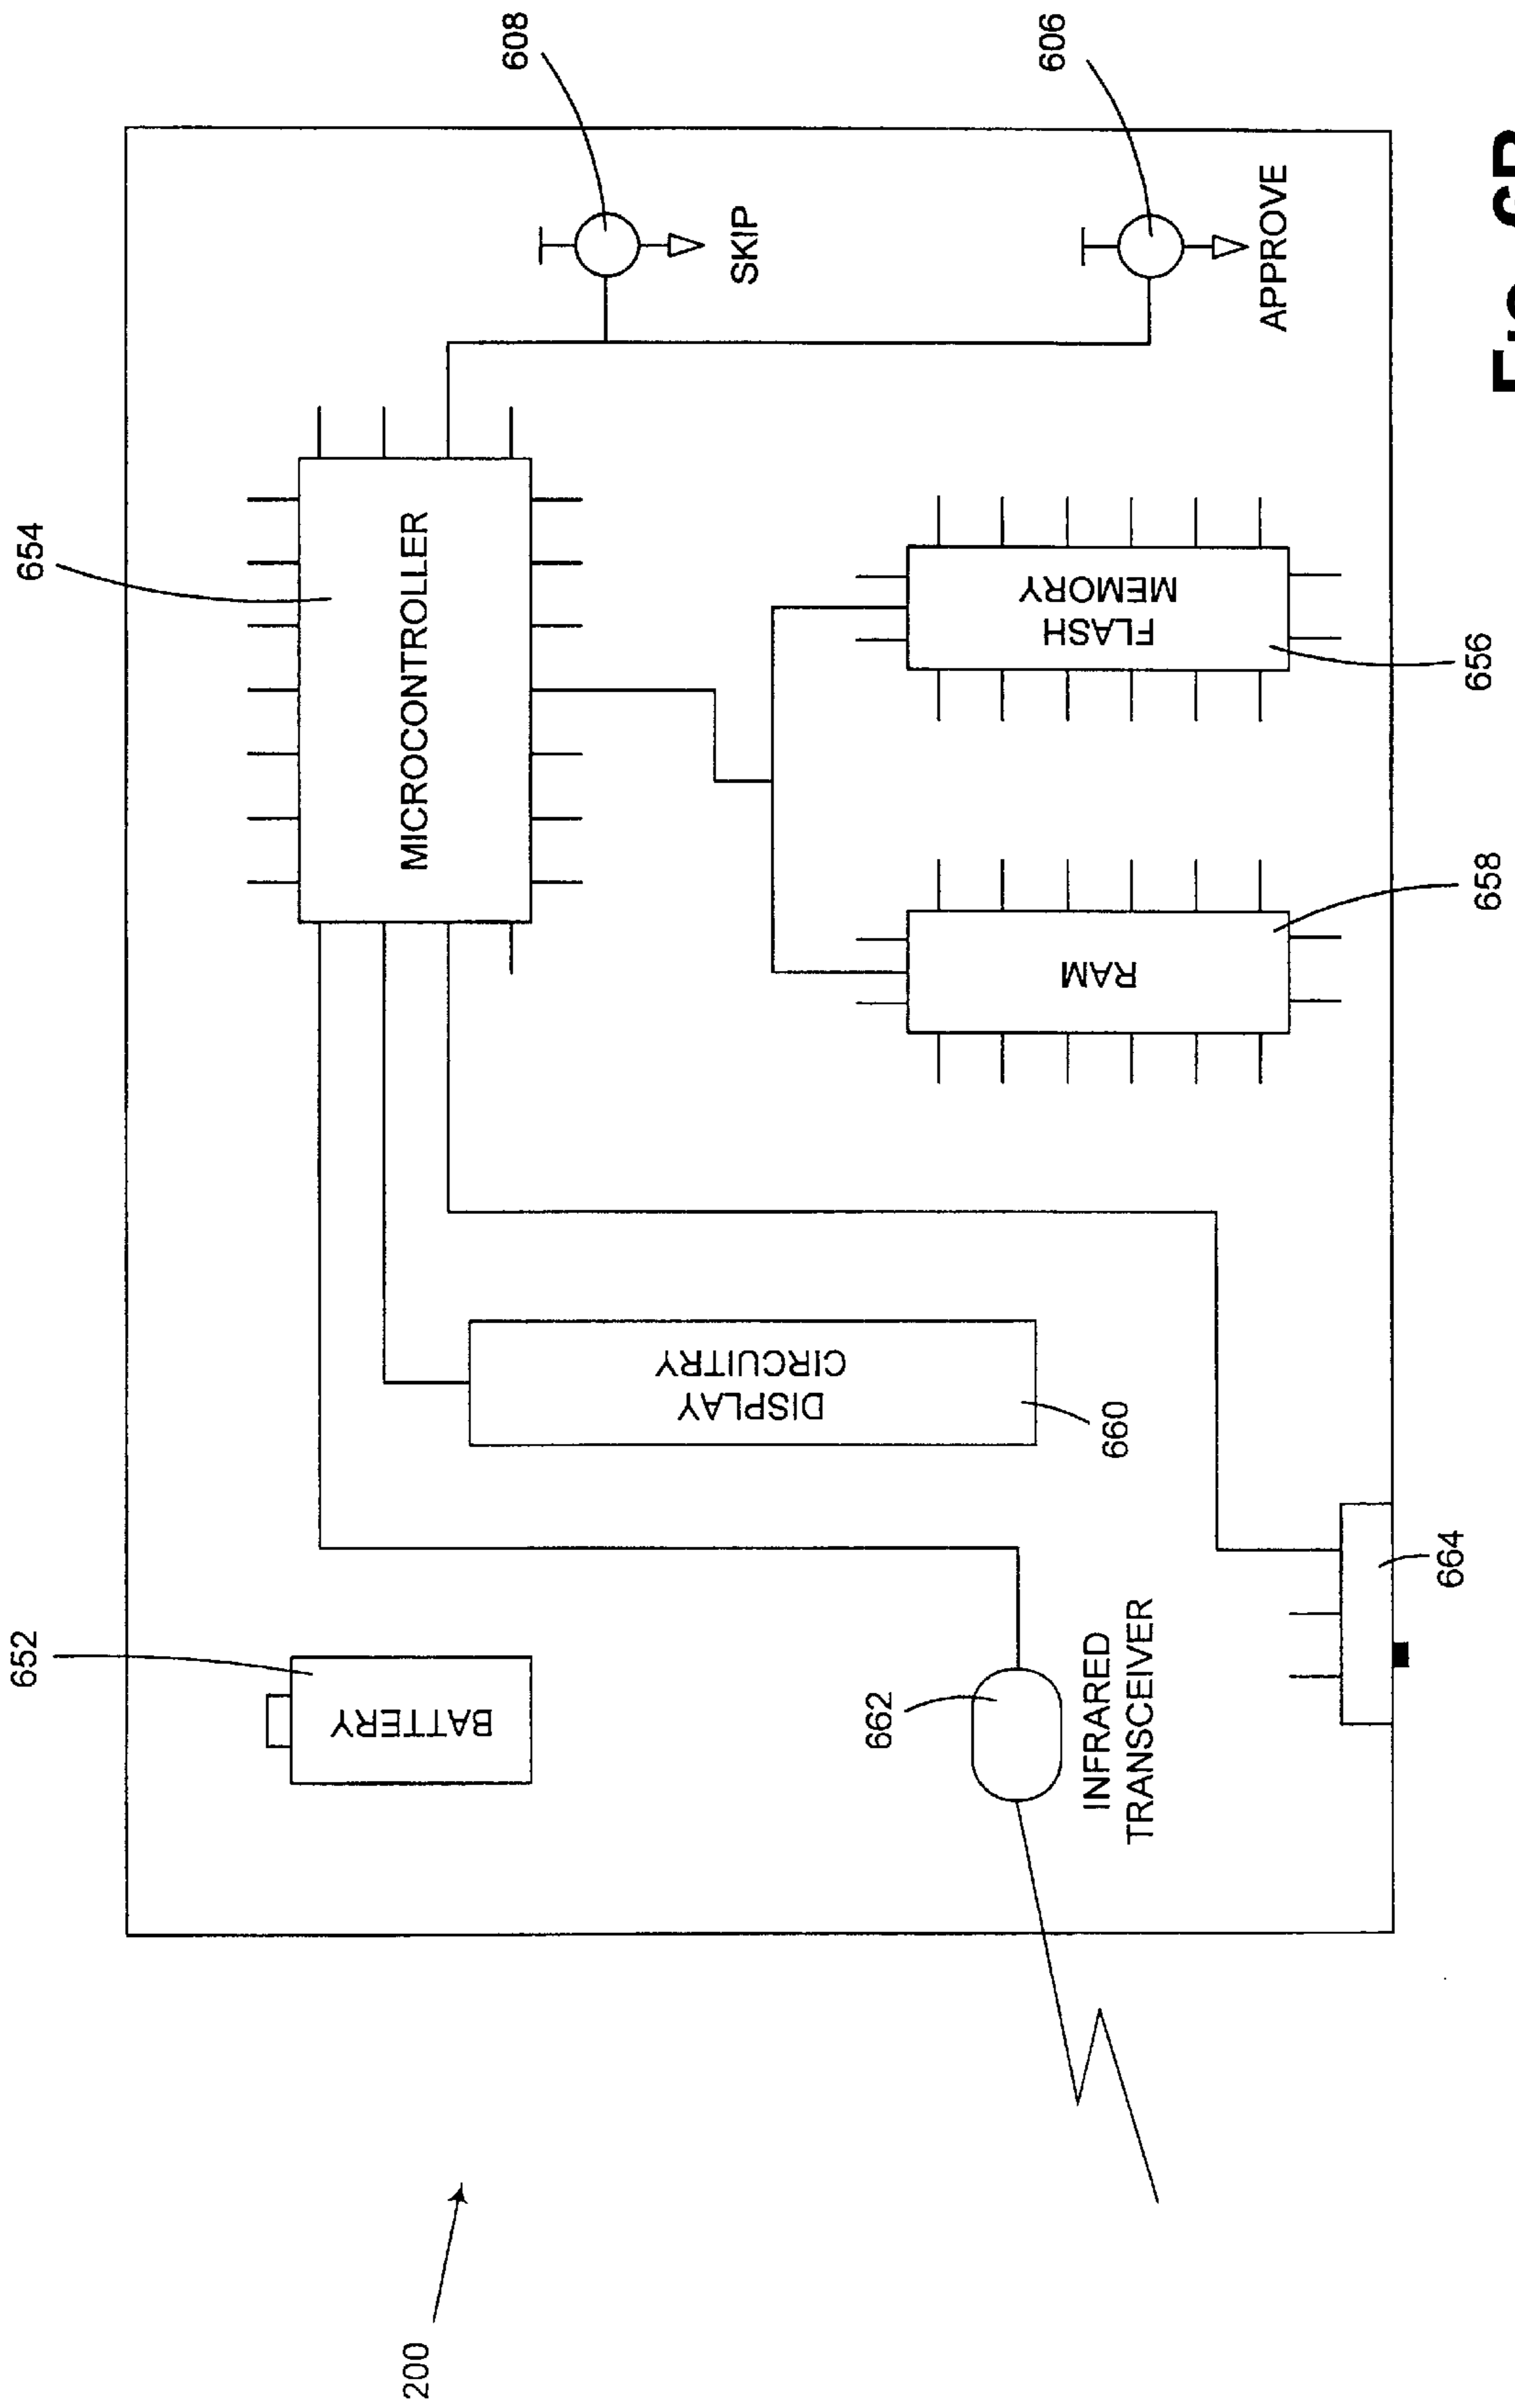 608
606
SKIP
APPROVE
654
MICROCONTROLLER
FLASH
MEMORY
656
RAM
658
DISPLAY
CIRCUITRY
660
652
BATTERY
662
INFRARED
TRANSCEIVER
664
200